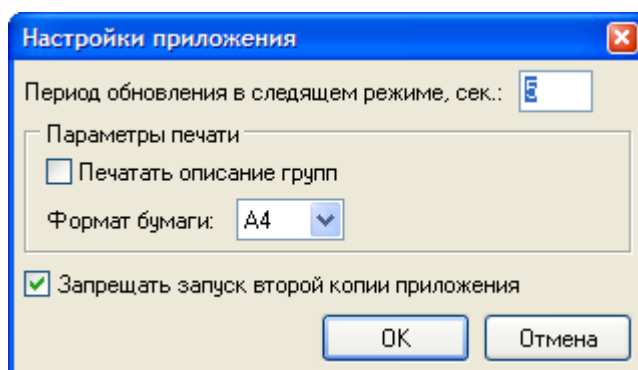 Настройки приложения
Период обновления в следящем режиме, сек.:
Параметры печати
Печатать описание групп
Формат бумаги: A4
Запрещать запуск второй копии приложения
OK Отмена